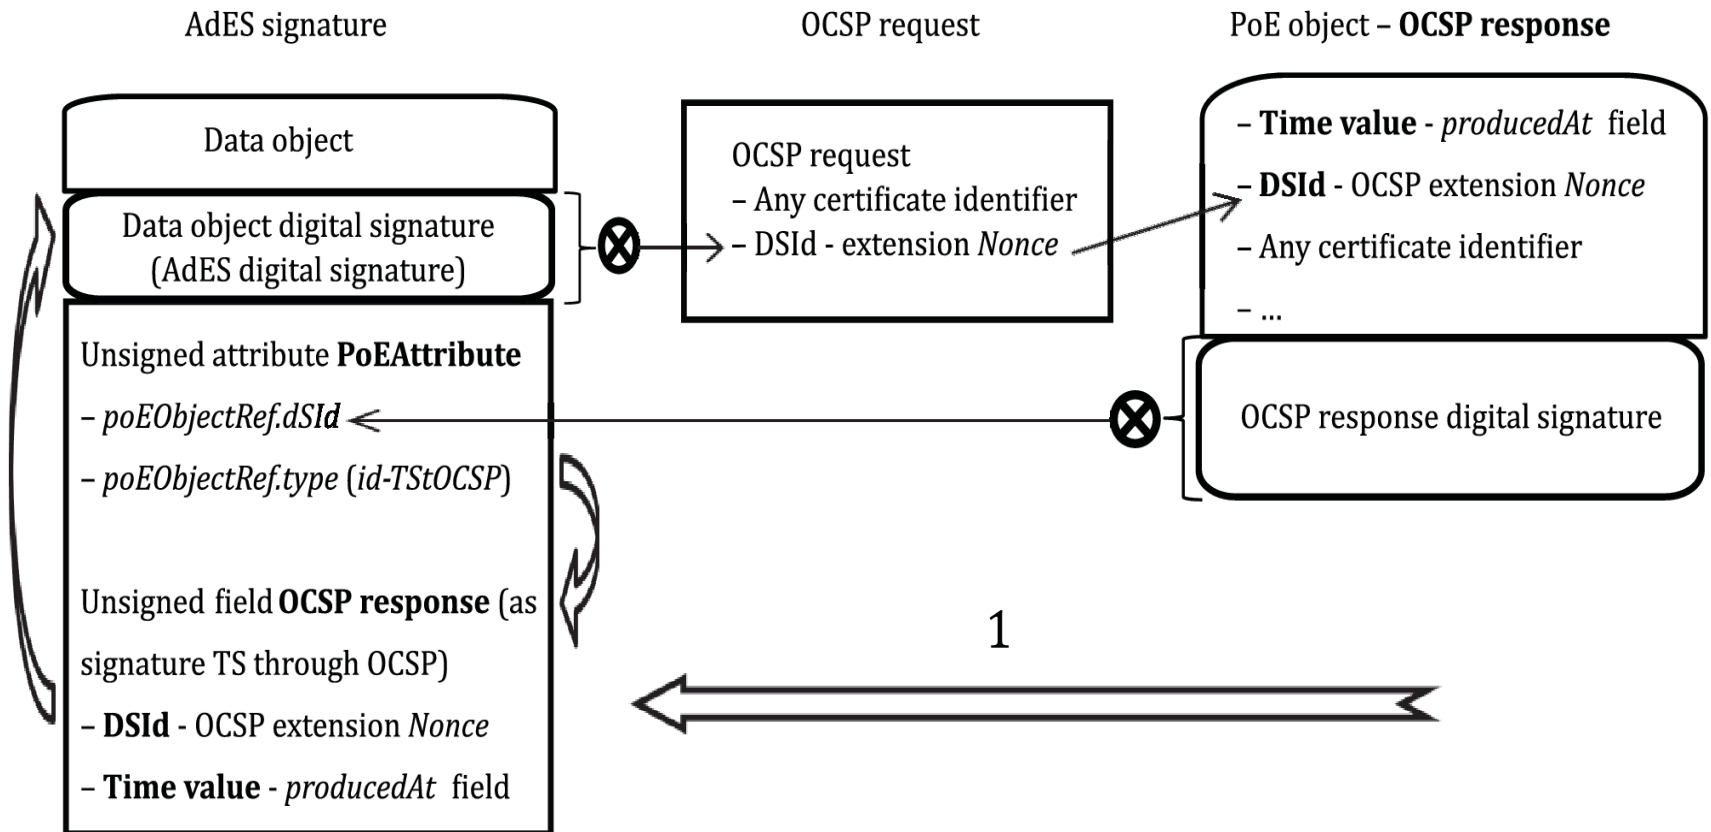 AdES signature
OCSP request
PoE object – OCSP response
Data object
Data object digital signature
(AdES digital signature)
Unsigned attribute PoEAttribute
– poEObjectRef.dSId
– poEObjectRef.type (id-TStOCSP)
Unsigned field OCSP response (as
signature TS through OCSP)
– DSId - OCSP extension Nonce
– Time value - producedAt field
OCSP request
– Any certificate identifier
– DSId - extension Nonce
– Time value - producedAt field
– DSId - OCSP extension Nonce
– Any certificate identifier
– ...
OCSP response digital signature
1